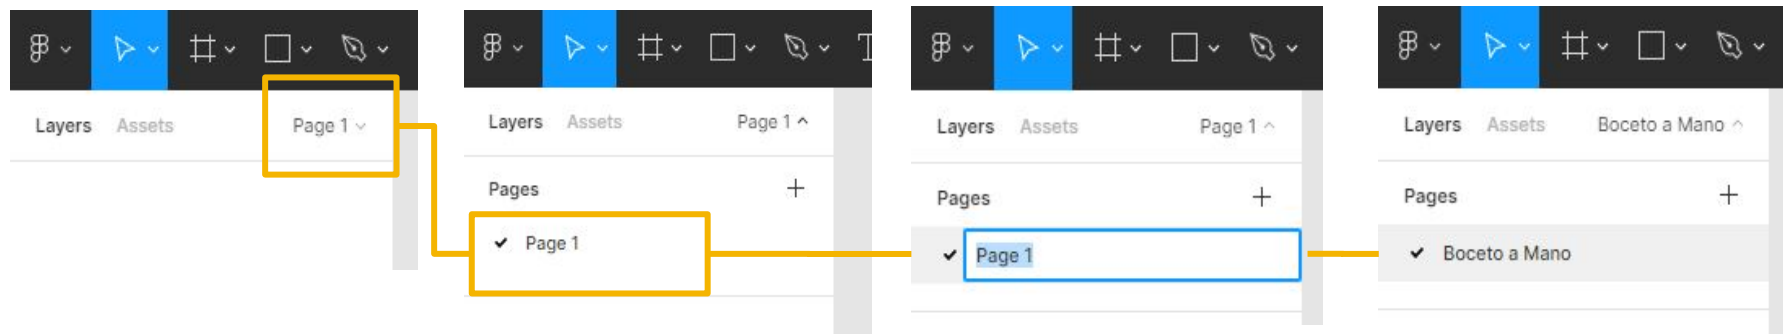 Layers Assets Page 1
Layers Assets Page 1
Pages
Page 1
Layers Assets Page 1
Pages
Page 1
Layers Assets Boceto a Mano
Pages
Boceto a Mano